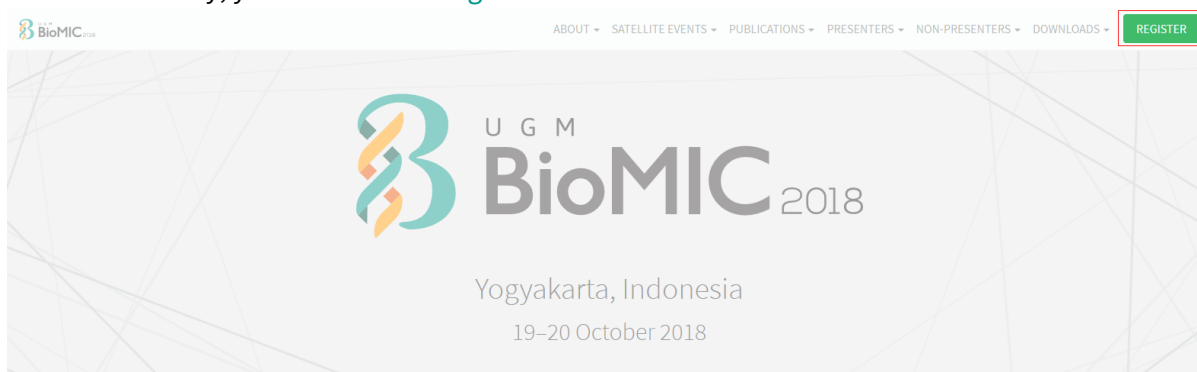 BioMIC 2018
ABOUT SATELLITE EVENTS PUBLICATIONS PRESENTERS NON-PRESENTERS DOWNLOADS REGISTER
UGM
BioMIC 2018
Yogyakarta, Indonesia
19–20 October 2018